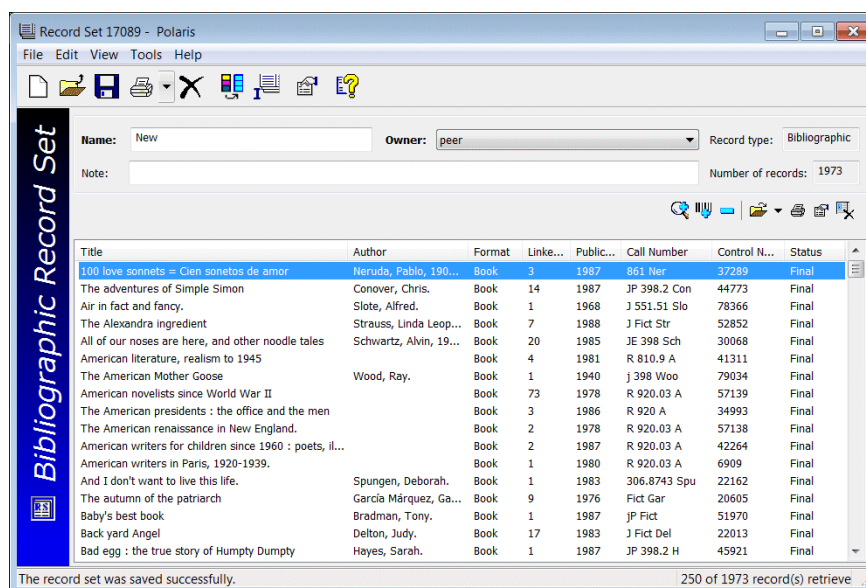 Record Set 17089 - Polaris
File Edit View Tools Help
Bibliographic Record Set
Name: New Owner: peer Record type: Bibliographic
Note: Number of records: 1973
Title Author Format Linke... Public... Call Number Control N... Status
100 love sonnets = Cien sonetos de amor Neruda, Pablo, 190... Book 3 1987 861 Ner 37289 Final
The adventures of Simple Simon Conover, Chris. Book 14 1987 JP 398.2 Con 44773 Final
Air in fact and fancy. Slote, Alfred. Book 1 1968 J 551.51 Slo 78366 Final
The Alexandra ingredient Strauss, Linda Leop... Book 7 1988 J Fict Str 52852 Final
All of our noses are here, and other noodle tales Schwartz, Alvin, 19... Book 20 1985 JE 398 Sch 30068 Final
American literature, realism to 1945 Book 4 1981 R 810.9 A 41311 Final
The American Mother Goose Wood, Ray. Book 1 1940 j 398 Woo 79034 Final
American novelists since World War II Book 73 1978 R 920.03 A 57139 Final
The American presidents : the office and the men Book 3 1986 R 920 A 34993 Final
The American renaissance in New England. Book 2 1978 R 920.03 A 57138 Final
American writers for children since 1960 : poets, il... Book 2 1987 R 920.03 A 42264 Final
American writers in Paris, 1920-1939. Book 1 1980 R 920.03 A 6909 Final
And I don't want to live this life. Spungen, Deborah. Book 1 1983 306.8743 Spu 22162 Final
The autumn of the patriarch García Márquez, Ga... Book 9 1976 Fict Gar 20605 Final
Baby's best book Bradman, Tony. Book 1 1987 jP Fict 51970 Final
Back yard Angel Delton, Judy. Book 17 1983 J Fict Del 22013 Final
Bad egg : the true story of Humpty Dumpty Hayes, Sarah. Book 1 1987 JP 398.2 H 45921 Final
RS
The record set was saved successfully. 250 of 1973 record(s) retrieve